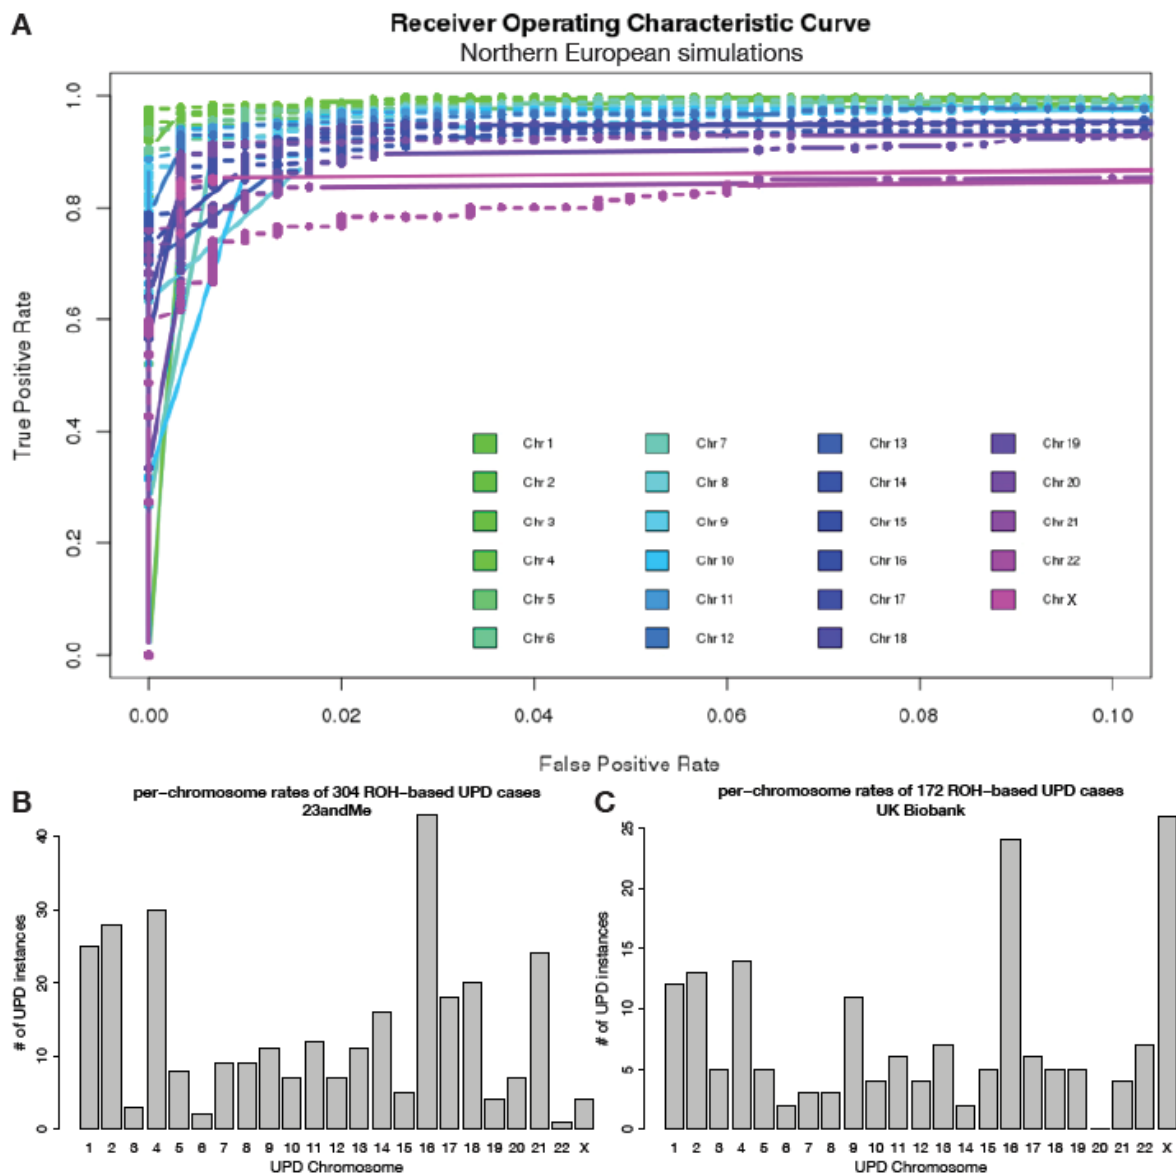 A
Receiver Operating Characteristic Curve
Northern European simulations
True Positive Rate
1.0
0.8
0.6
0.4
0.2
0.0
Chr 1 Chr 7 Chr 13 Chr 19
Chr 2 Chr 8 Chr 14 Chr 20
Chr 3 Chr 9 Chr 15 Chr 21
Chr 4 Chr 10 Chr 16 Chr 22
Chr 5 Chr 11 Chr 17 Chr X
Chr 6 Chr 12 Chr 18
0.00 0.02 0.04 0.06 0.08 0.10
False Positive Rate
B
per-chromosome rates of 304 ROH-based UPD cases
23andMe
# of UPD instances
40
30
20
10
0
1 2 3 4 5 6 7 8 9 10 11 12 13 14 15 16 17 18 19 20 21 22 X
UPD Chromosome
C
per-chromosome rates of 172 ROH-based UPD cases
UK Biobank
# of UPD instances
25
20
15
10
5
0
1 2 3 4 5 6 7 8 9 10 11 12 13 14 15 16 17 18 19 20 21 22 X
UPD Chromosome